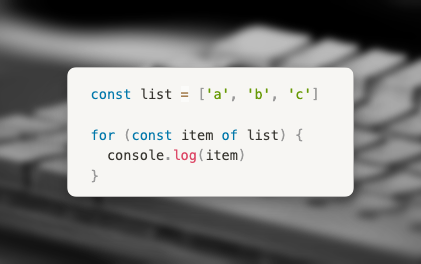 const list = ['a', 'b', 'c']

for (const item of list) {
  console.log(item)
}